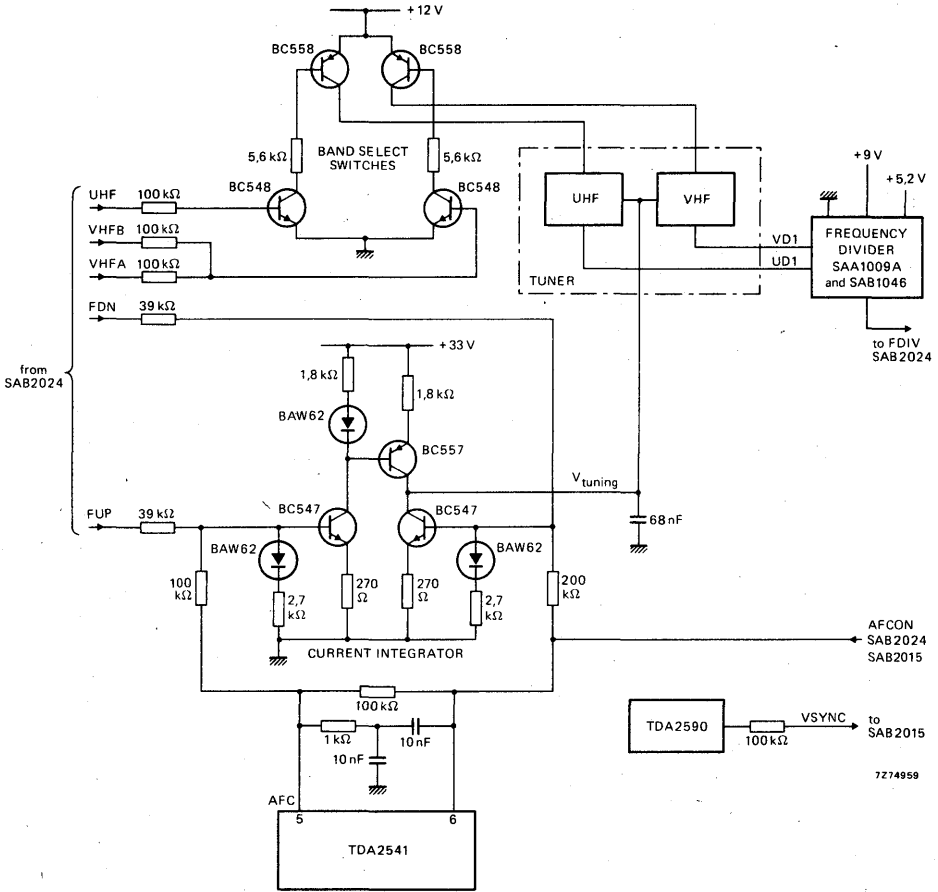 +12 V
BC558
BC558
5,6 kΩ
BAND SELECT
SWITCHES
5,6 kΩ
BC548
BC548
UHF
100 kΩ
VHFB
100 kΩ
VHFA
100 kΩ
FDN
39 kΩ
from
SAB2024
UHF
VHF
TUNER
VD1
UD1
+9 V
+5,2 V
FREQUENCY
DIVIDER
SAA1009A
and SAB1046
to FDIV
SAB2024
+33 V
1,8 kΩ
1,8 kΩ
BAW62
BC557
Vtuning
68 nF
FUP
39 kΩ
BC547
BC547
BAW62
BAW62
100
kΩ
2,7
kΩ
270
Ω
270
Ω
2,7
kΩ
200
kΩ
CURRENT INTEGRATOR
AFCON
SAB2024
SAB2015
100 kΩ
1 kΩ
10 nF
10 nF
AFC
5
6
TDA2541
TDA2590
100 kΩ
VSYNC
to
SAB2015
7Z74959